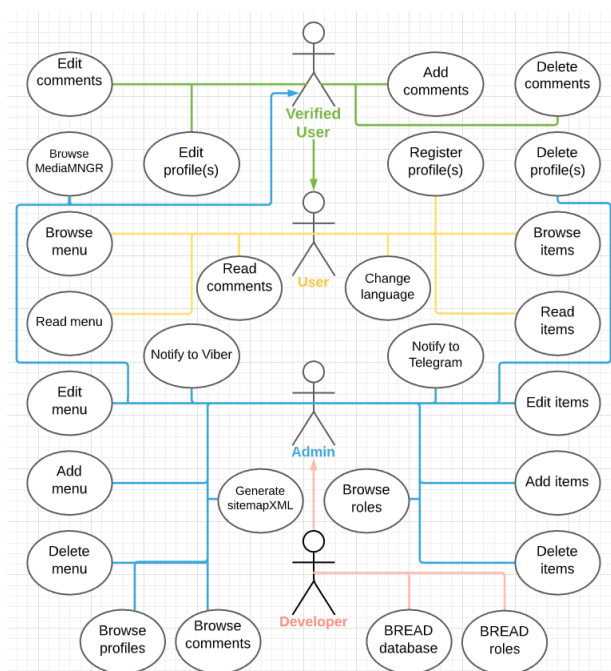 Edit
comments
Add
comments
Delete
comments
Verified
User
Browse
MediaMNGR
Edit
profile(s)
Register
profile(s)
Delete
profile(s)
Browse
menu
Read
comments
User
Change
language
Browse
items
Read menu
Read
items
Notify to Viber
Notify to
Telegram
Edit
menu
Admin
Edit items
Add
menu
Generate
sitemapXML
Browse
roles
Add items
Delete
menu
Delete
items
Browse
profiles
Browse
comments
Developer
BREAD
database
BREAD
roles